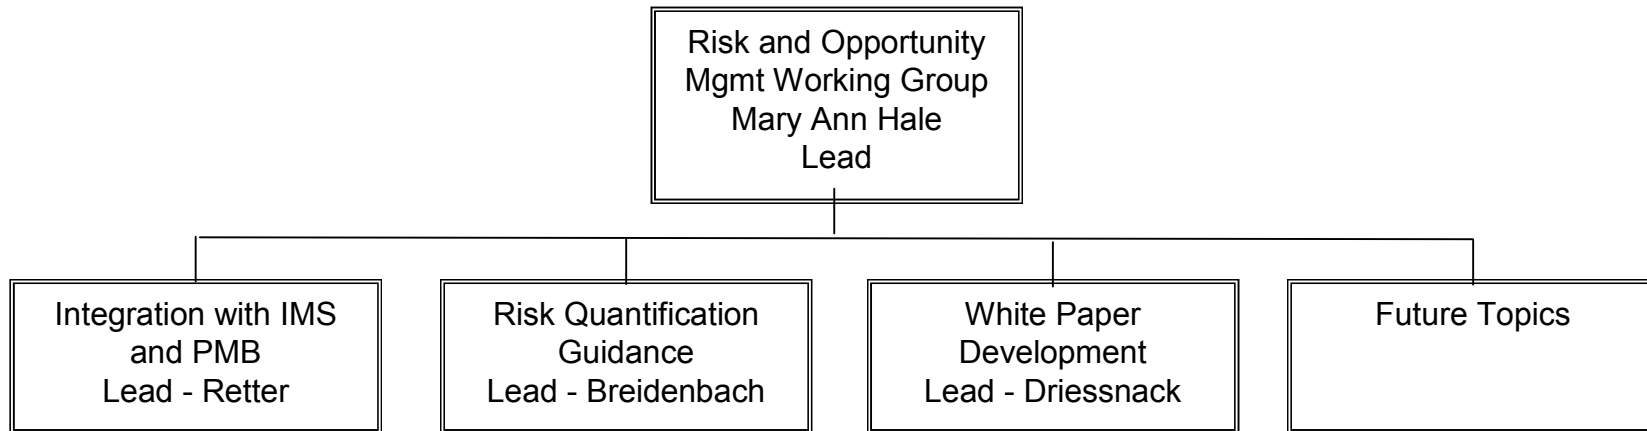 Risk and Opportunity
Mgmt Working Group
Mary Ann Hale
Lead
Integration with IMS
and PMB
Lead - Retter
Risk Quantification
Guidance
Lead - Breidenbach
White Paper
Development
Lead - Driessnack
Future Topics